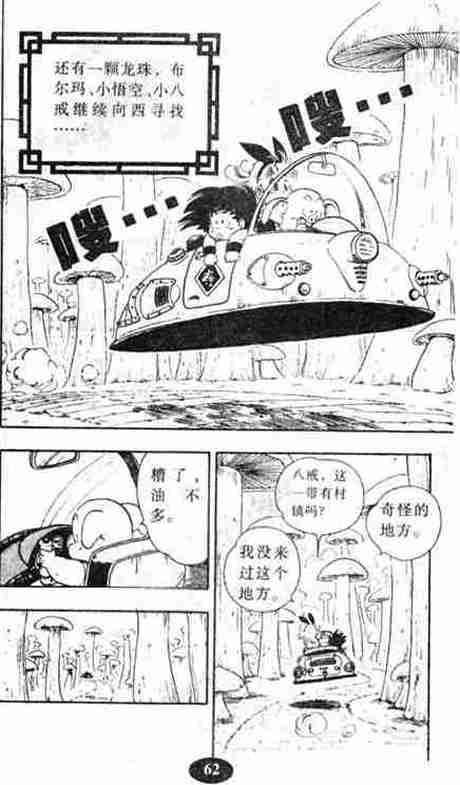 还有一颗龙珠，布
尔玛、小悟空、小八
戒继续向西寻找
……
嗖…
嗖…
奇怪的
地方。
八戒，这
一带有村
镇吗？
我没来
过这个
地方。
糟了，
油不
多。
62